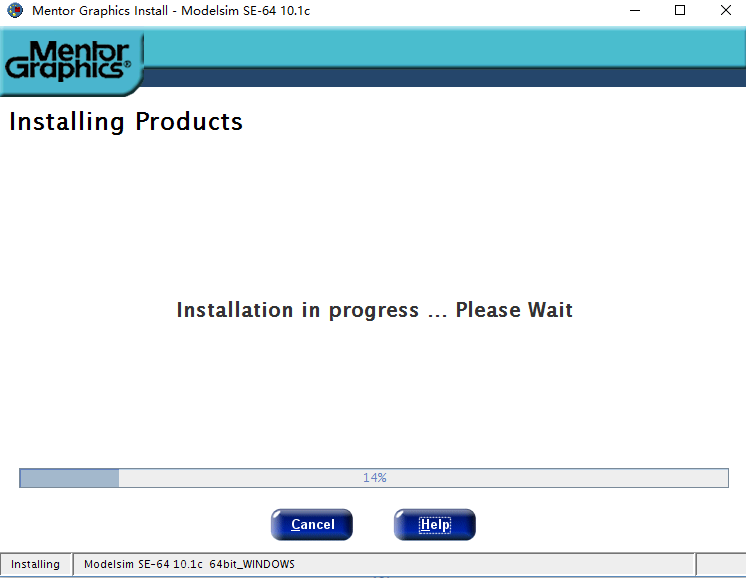 Mentor Graphics Install - Modelsim SE-64 10.1c
Mentor
Graphics®
Installing Products
Installation in progress ... Please Wait
14%
Cancel
Help
Installing
Modelsim SE-64 10.1c 64bit_WINDOWS